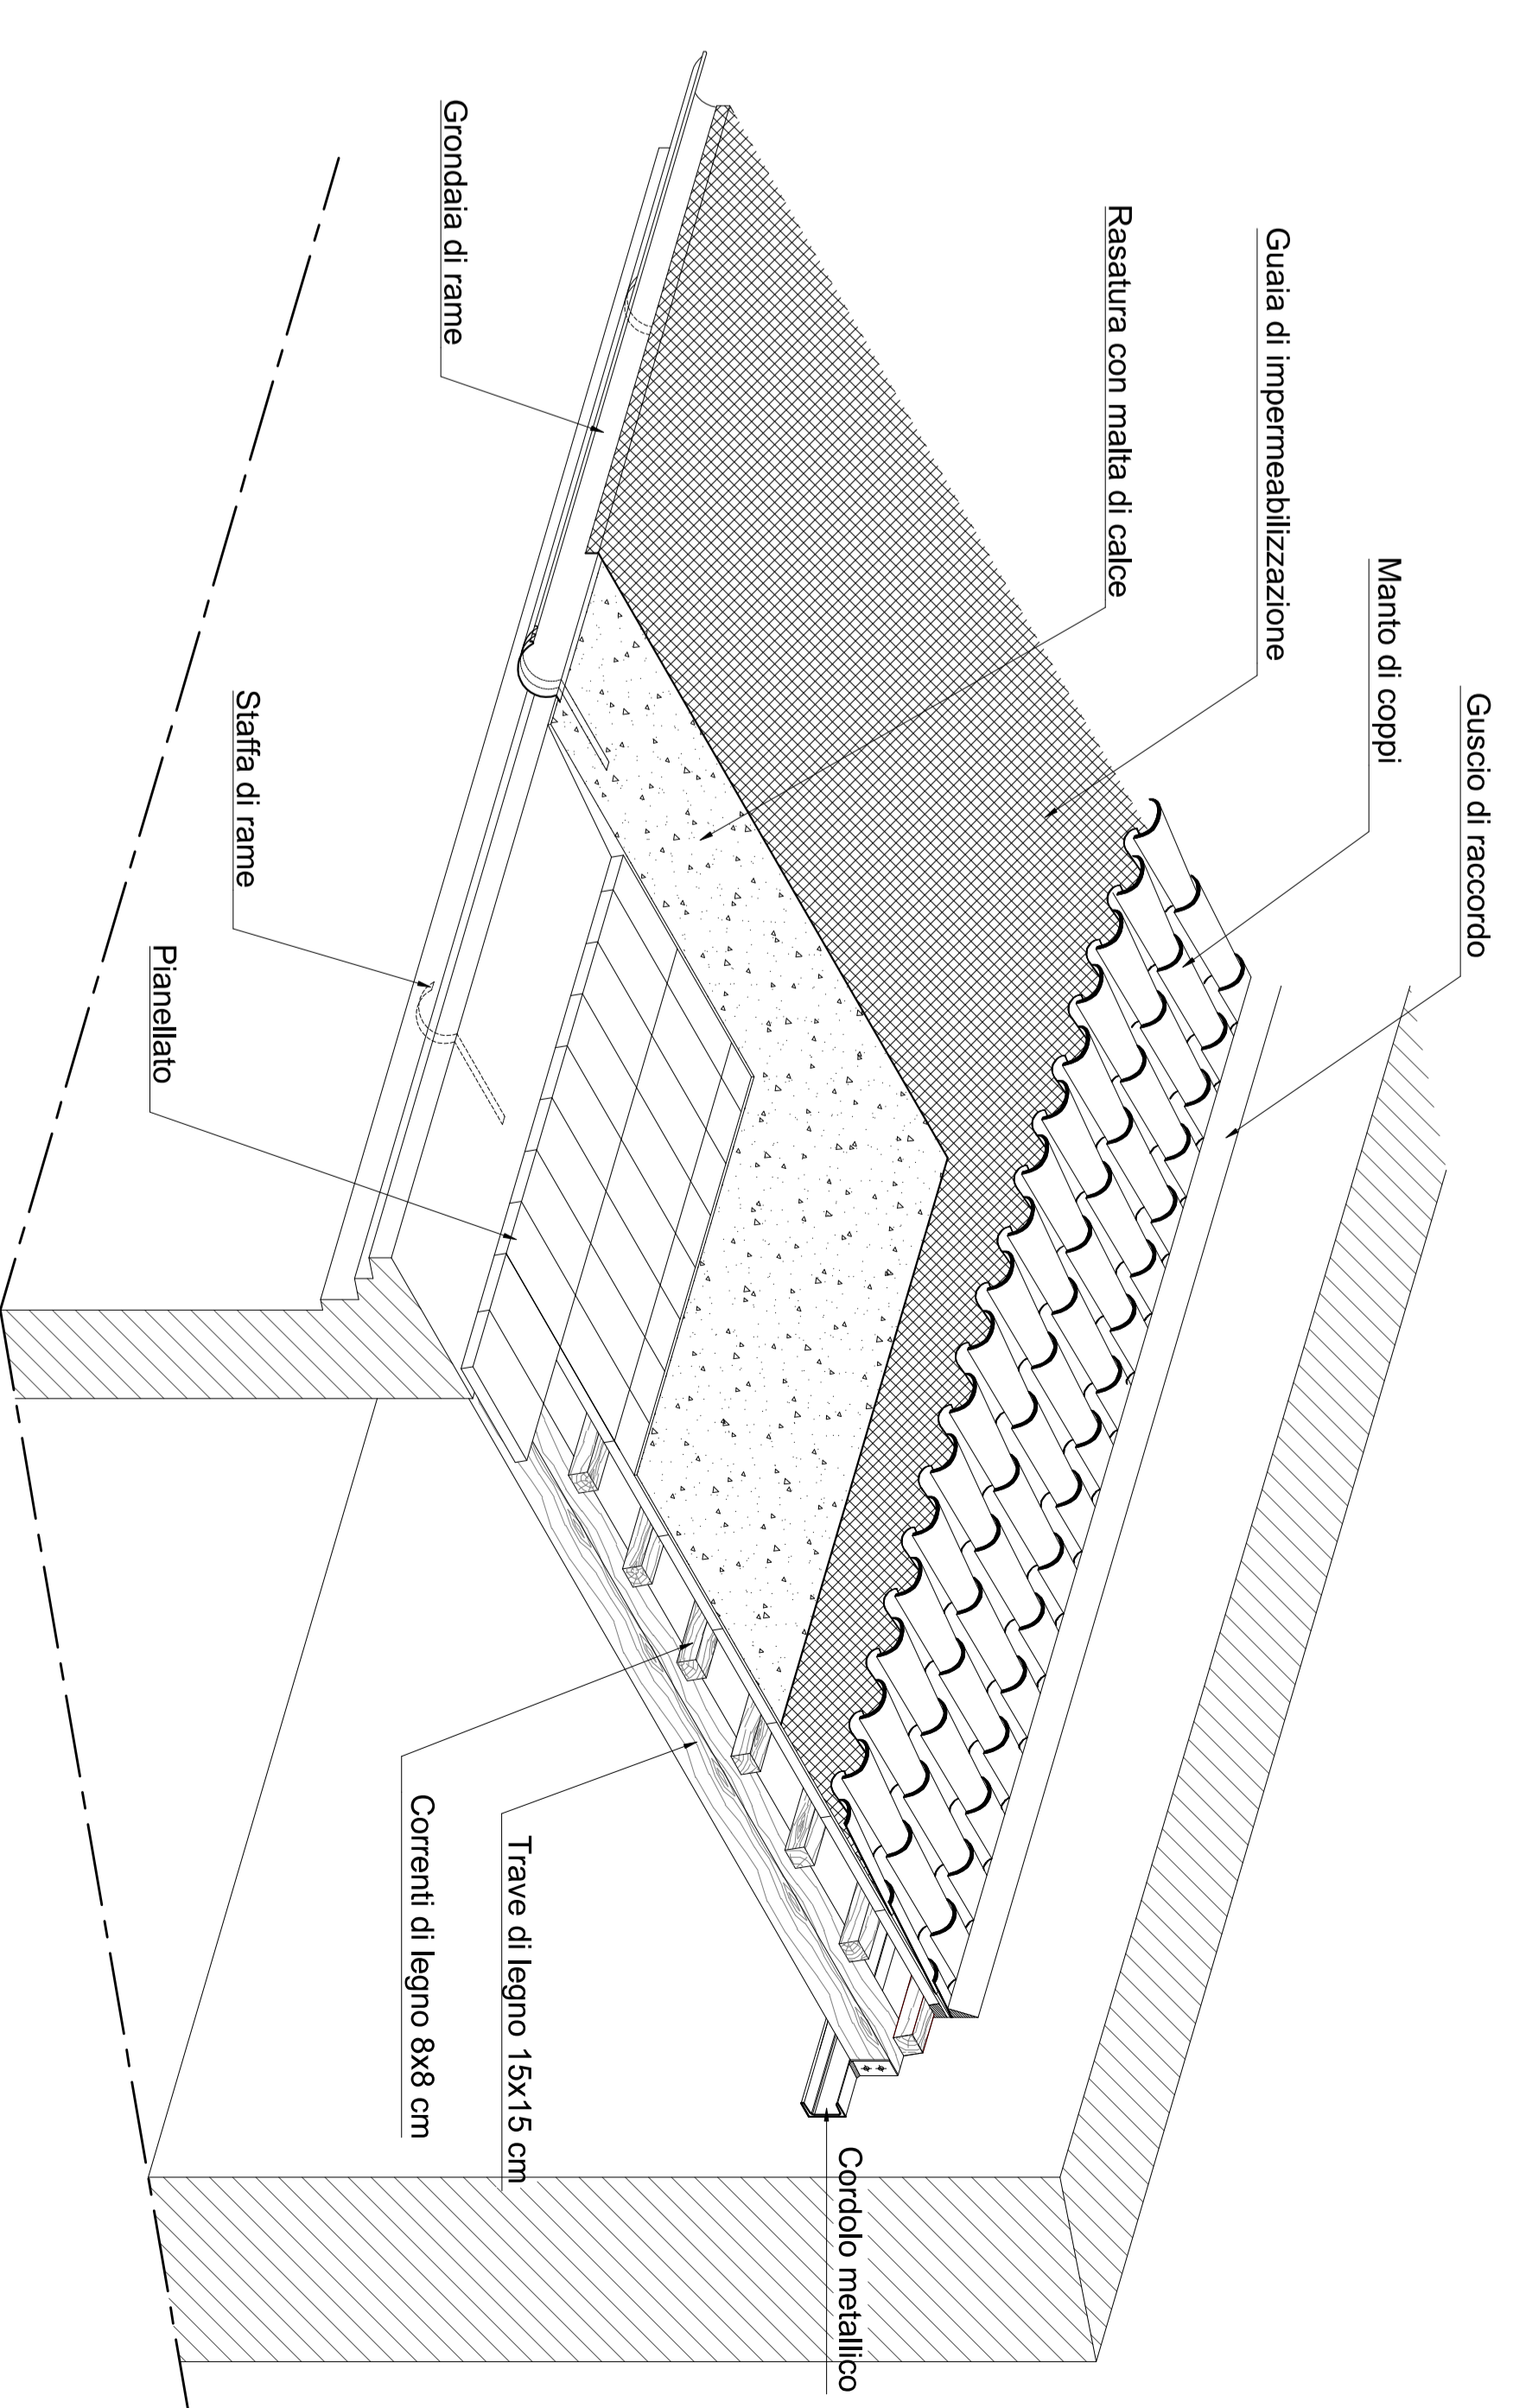 Guscio di raccordo
Manto di coppi
Guaia di impermeabilizzazione
Rasatura con malta di calce
Grondaia di rame
Staffa di rame
Pianellato
Cordolo metallico
Trave di legno 15x15 cm
Correnti di legno 8x8 cm